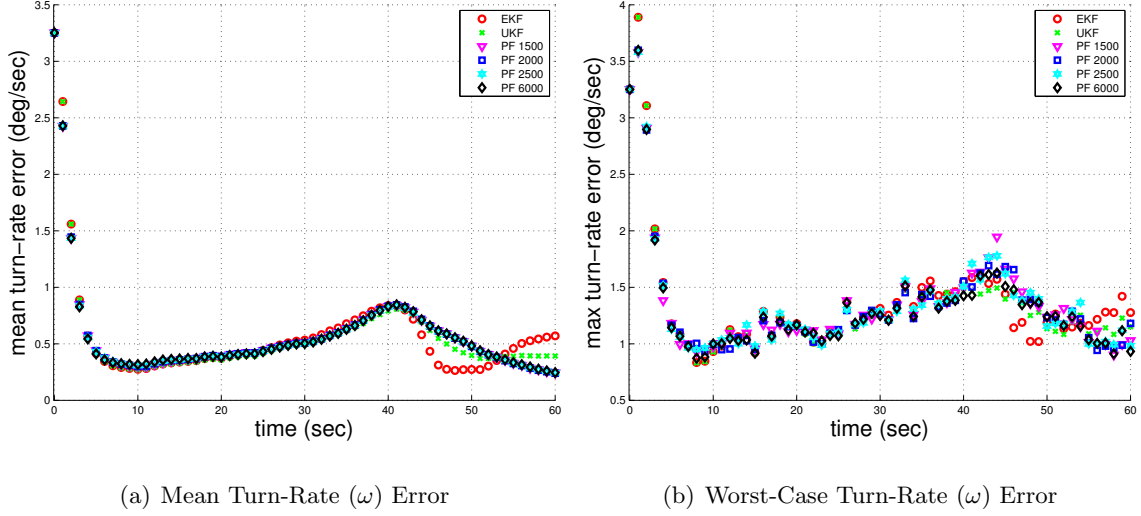 mean turn−rate error (deg/sec)
4
3.5
3
2.5
2
1.5
1
0.5
0
0
10
20
30
40
50
60
time (sec)
EKF
UKF
PF 1500
PF 2000
PF 2500
PF 6000
(a) Mean Turn-Rate (ω) Error
max turn−rate error (deg/sec)
4
3.5
3
2.5
2
1.5
1
0.5
0
10
20
30
40
50
60
time (sec)
EKF
UKF
PF 1500
PF 2000
PF 2500
PF 6000
(b) Worst-Case Turn-Rate (ω) Error